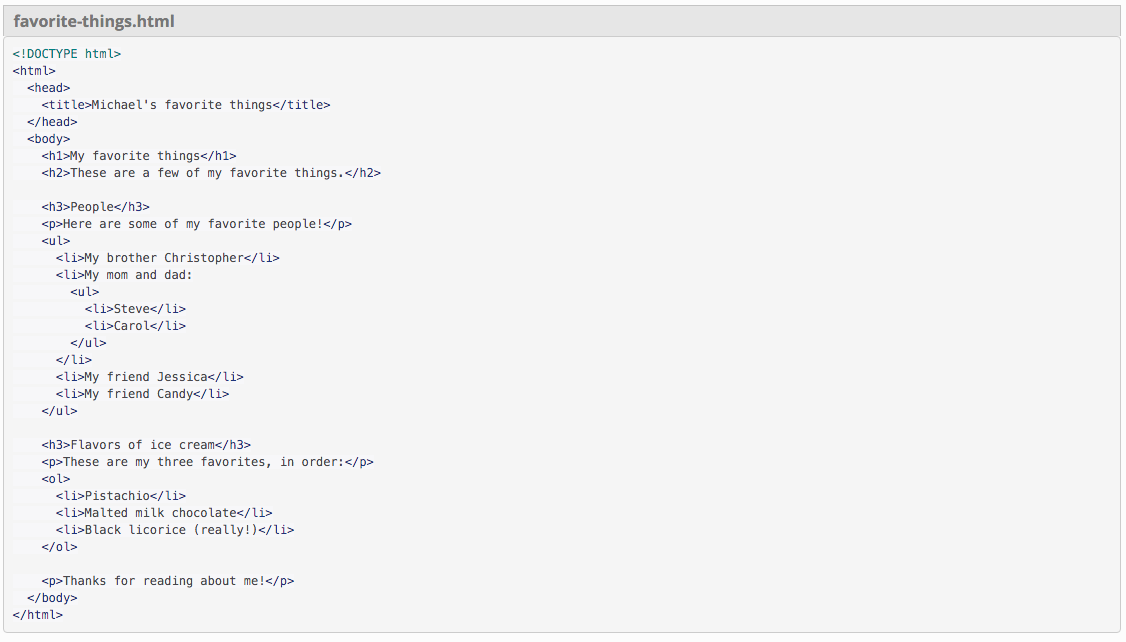 favorite-things.html
<!DOCTYPE html>
<html>
  <head>
    <title>Michael's favorite things</title>
  </head>
  <body>
    <h1>My favorite things</h1>
    <h2>These are a few of my favorite things.</h2>

    <h3>People</h3>
    <p>Here are some of my favorite people!</p>
    <ul>
      <li>My brother Christopher</li>
      <li>My mom and dad:
        <ul>
          <li>Steve</li>
          <li>Carol</li>
        </ul>
      </li>
      <li>My friend Jessica</li>
      <li>My friend Candy</li>
    </ul>

    <h3>Flavors of ice cream</h3>
    <p>These are my three favorites, in order:</p>
    <ol>
      <li>Pistachio</li>
      <li>Malted milk chocolate</li>
      <li>Black licorice (really!)</li>
    </ol>

    <p>Thanks for reading about me!</p>
  </body>
</html>